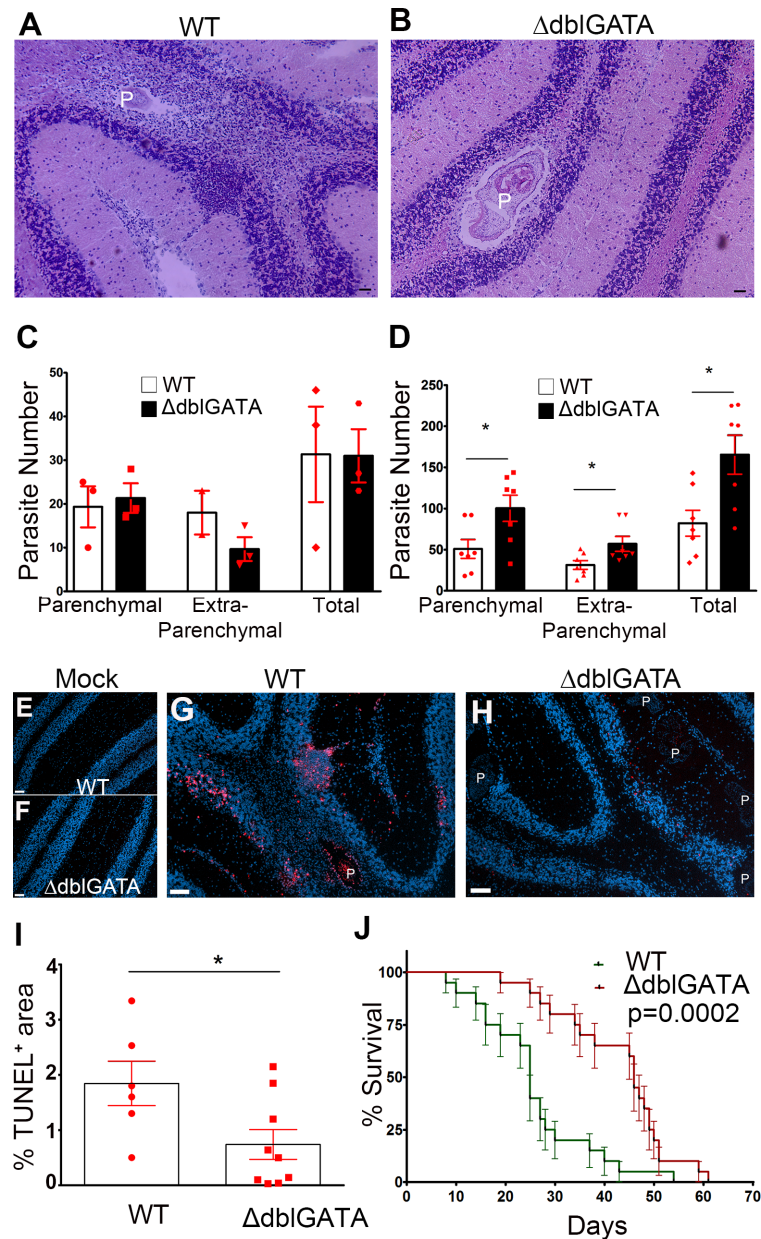 A WT
B ΔdblGATA
P
P
C
D
WT
ΔdblGATA
WT
ΔdblGATA
*
*
*
Parasite Number
50
40
30
20
10
0
Parenchymal Extra-Parenchymal Total
Parasite Number
250
200
150
100
50
0
Parenchymal Extra-Parenchymal Total
Mock WT ΔdblGATA
E
WT
F
ΔdblGATA
G
P
H
P
P
P
P
P
I
*
% TUNEL⁺ area
4
3
2
1
0
WT ΔdblGATA
J
WT
ΔdblGATA
p=0.0002
% Survival
100
75
50
25
0
0 10 20 30 40 50 60 70
Days